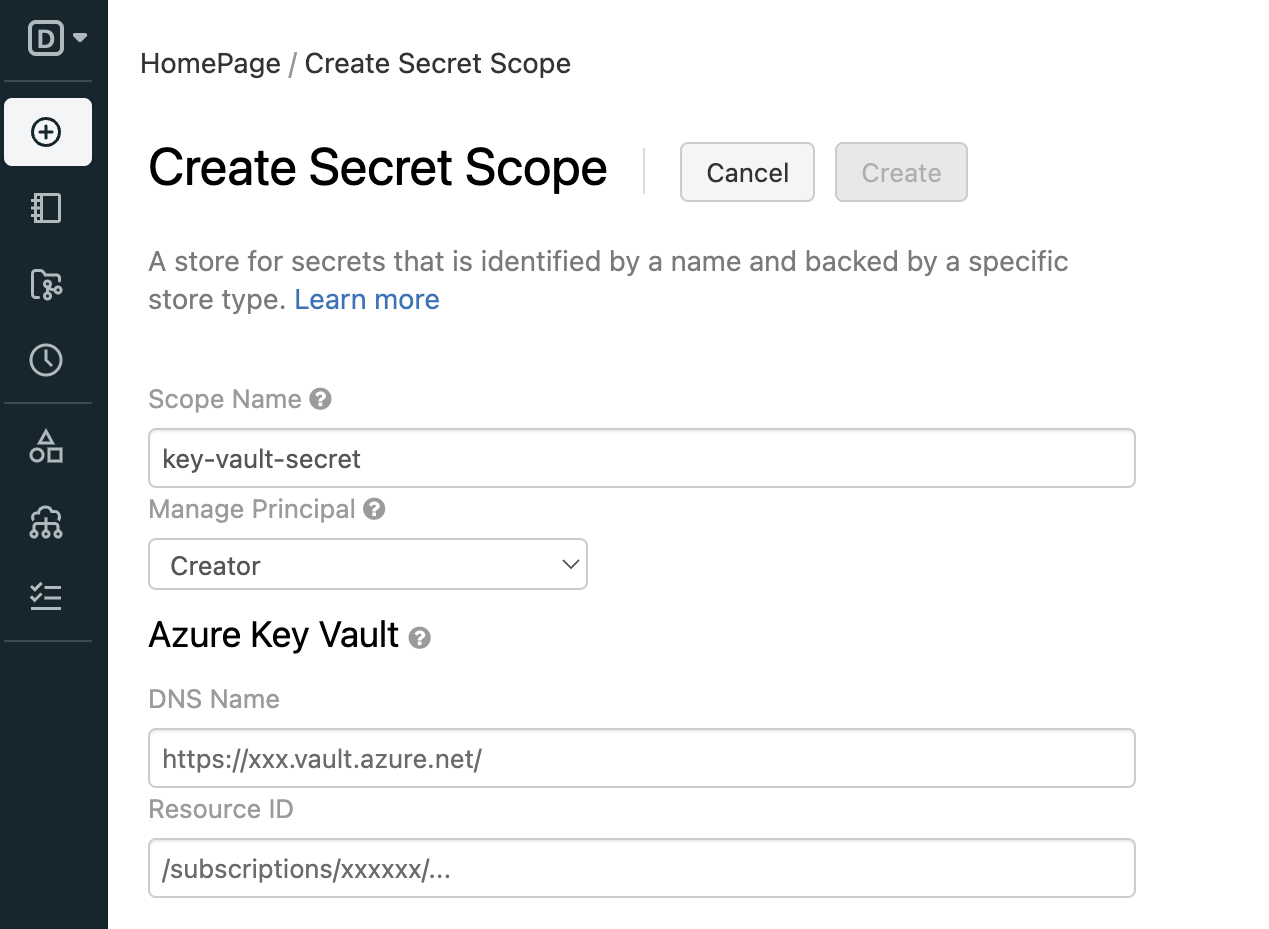 D
HomePage / Create Secret Scope
Create Secret Scope
Cancel
Create
A store for secrets that is identified by a name and backed by a specific
store type. Learn more
Scope Name ?
key-vault-secret
Manage Principal ?
Creator
Azure Key Vault ?
DNS Name
https://xxx.vault.azure.net/
Resource ID
/subscriptions/xxxxxx/...